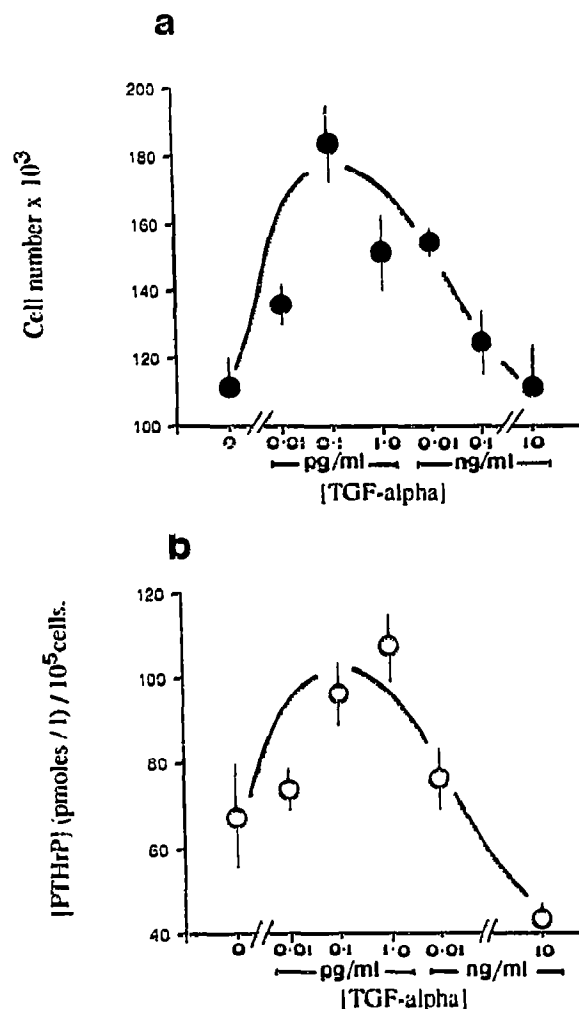 a
200
180
160
140
120
100
Cell number x 10³
0 0·01 0·1 1·0 0·01 0·1 10
pg/ml ng/ml
[TGF-alpha]
b
120
100
80
60
40
[PTHrP] (pmoles / l) / 10⁵cells.
0 0·01 0·1 1·0 0·01 10
pg/ml ng/ml
[TGF-alpha]